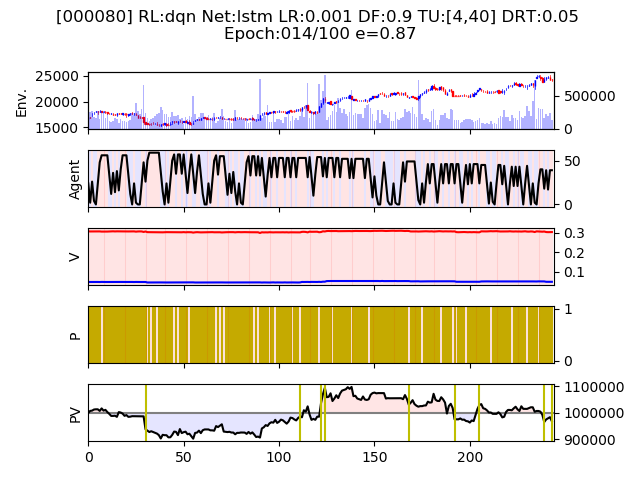 [000080] RL:dqn Net:lstm LR:0.001 DF:0.9 TU:[4,40] DRT:0.05
Epoch:014/100 e=0.87
Env.
25000
20000
15000
500000
0
Agent
50
0
V
0.3
0.2
0.1
P
1
0
PV
1100000
1000000
900000
0 50 100 150 200